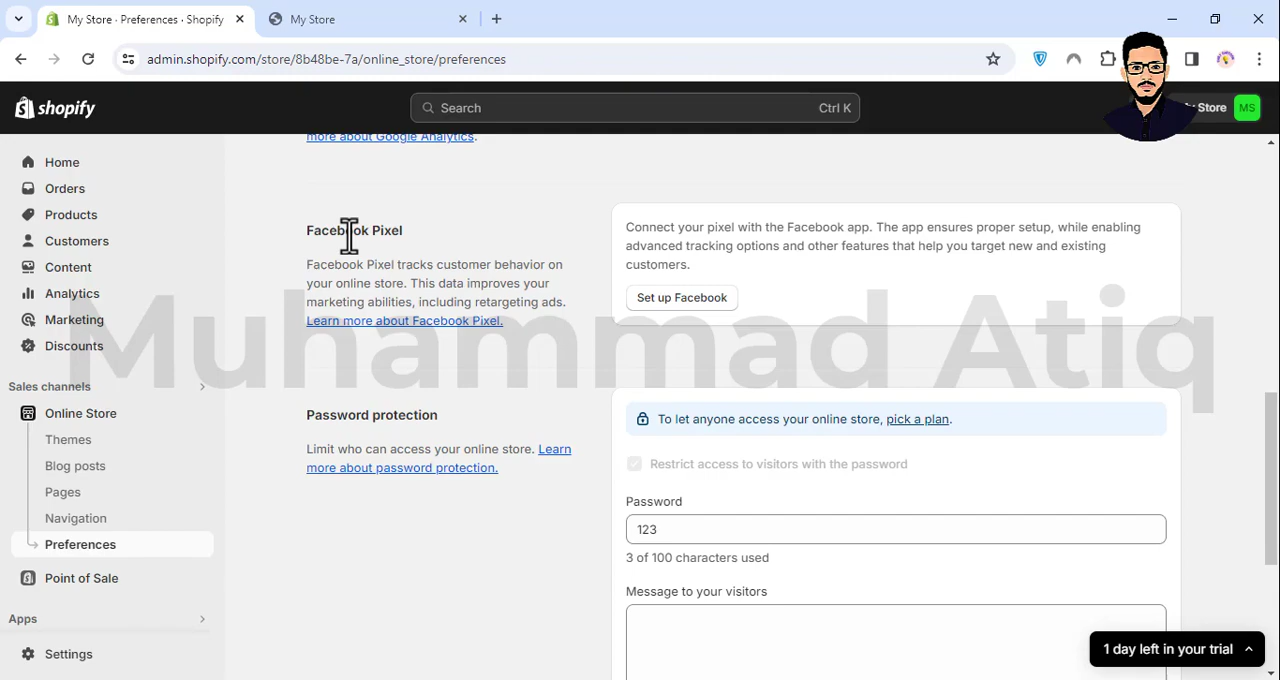 My Store · Preferences · Shopify
My Store
admin.shopify.com/store/8b48be-7a/online_store/preferences
shopify
Search
Ctrl K
Store
MS
Home
Orders
Products
Customers
Content
Analytics
Marketing
Discounts
Sales channels
Online Store
Themes
Blog posts
Pages
Navigation
Preferences
Point of Sale
Apps
Settings
more about Google Analytics.
Facebook Pixel
Facebook Pixel tracks customer behavior on
your online store. This data improves your
marketing abilities, including retargeting ads.
Learn more about Facebook Pixel.
Connect your pixel with the Facebook app. The app ensures proper setup, while enabling
advanced tracking options and other features that help you target new and existing
customers.
Set up Facebook
Muhammad Atiq
Password protection
Limit who can access your online store. Learn
more about password protection.
To let anyone access your online store, pick a plan.
Restrict access to visitors with the password
Password
123
3 of 100 characters used
Message to your visitors
1 day left in your trial